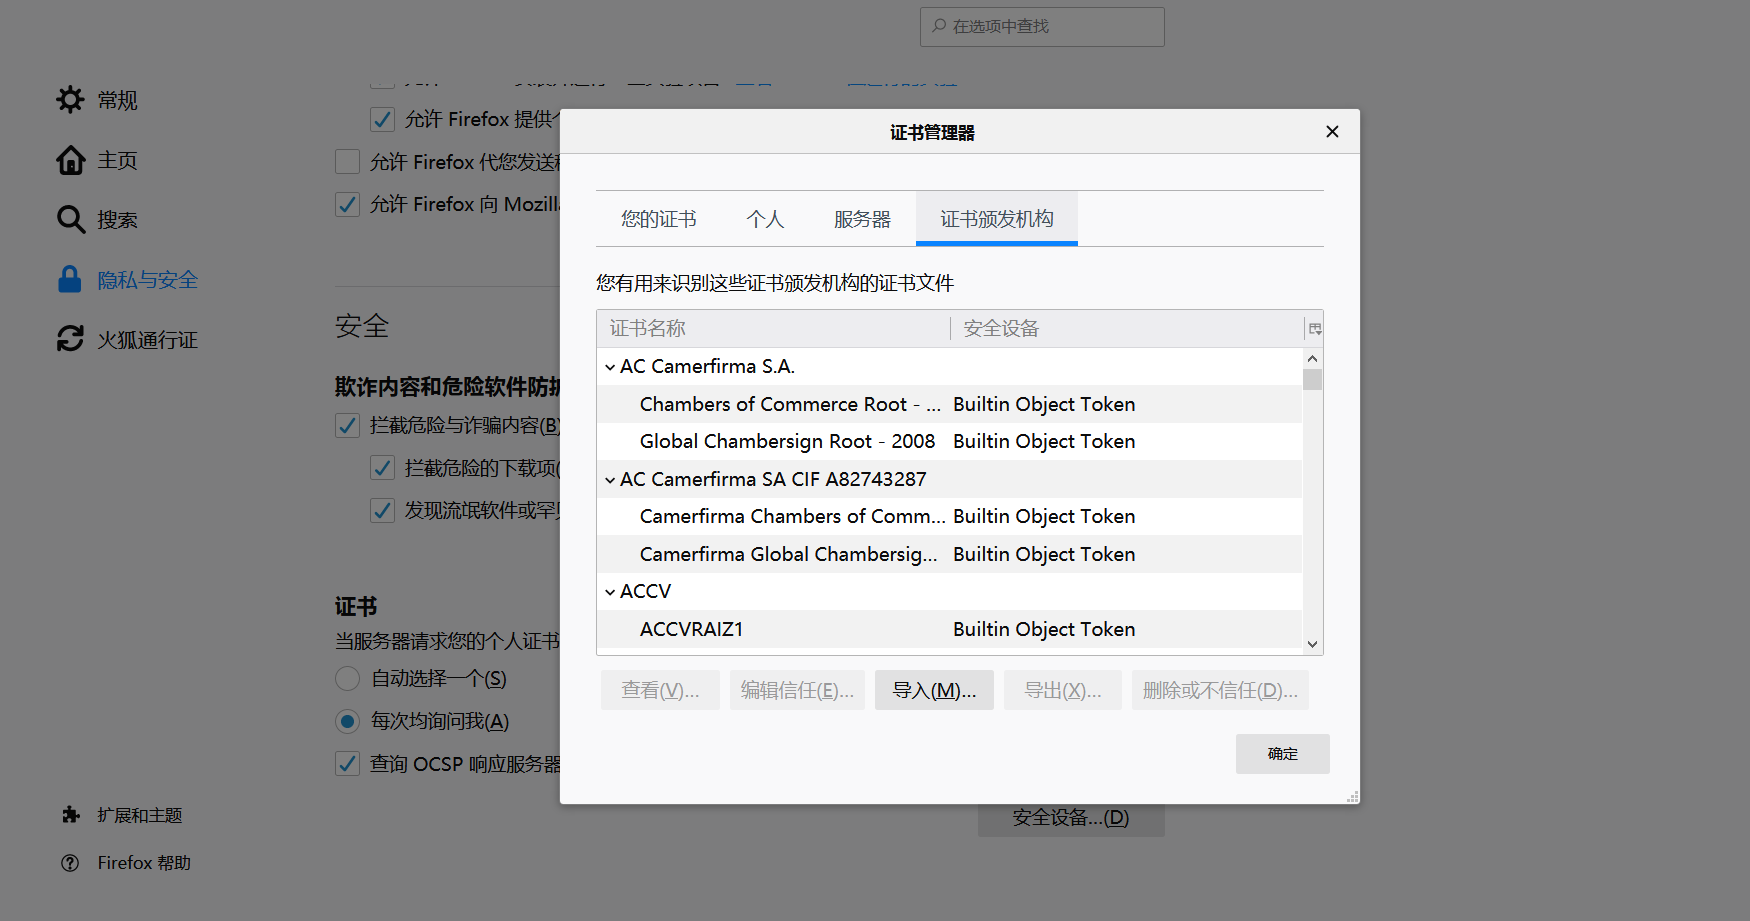 在选项中查找
常规
主页
搜索
隐私与安全
火狐通行证
扩展和主题
Firefox 帮助
允许 Firefox 提供
允许 Firefox 代您发送
允许 Firefox 向 Mozilla
安全
欺诈内容和危险软件防护
拦截危险与诈骗内容(B)
拦截危险的下载项(
发现流氓软件或罕见
证书
当服务器请求您的个人证书
自动选择一个(S)
每次均询问我(A)
查询 OCSP 响应服务器
安全设备...(D)
证书管理器
您的证书 个人 服务器 证书颁发机构
您有用来识别这些证书颁发机构的证书文件
证书名称 安全设备
AC Camerfirma S.A.
Chambers of Commerce Root - ... Builtin Object Token
Global Chambersign Root - 2008 Builtin Object Token
AC Camerfirma SA CIF A82743287
Camerfirma Chambers of Comm... Builtin Object Token
Camerfirma Global Chambersig... Builtin Object Token
ACCV
ACCVRAIZ1 Builtin Object Token
查看(V)... 编辑信任(E)... 导入(M)... 导出(X)... 删除或不信任(D)...
确定